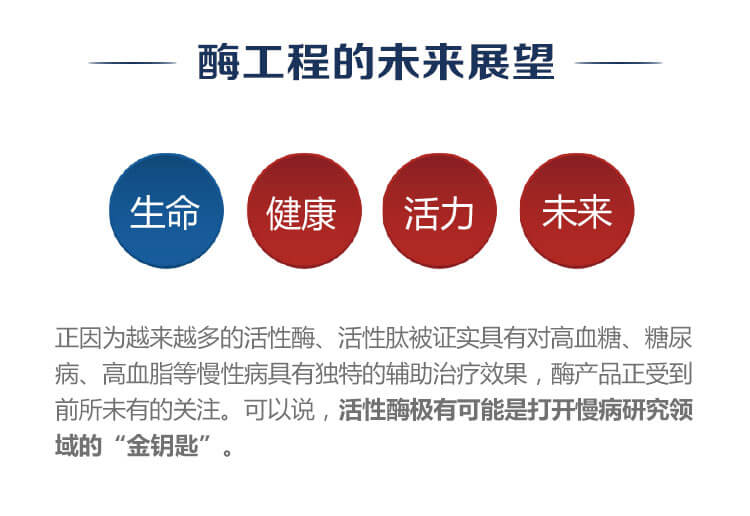 酶工程的未来展望
生命 健康 活力 未来
正因为越来越多的活性酶、活性肽被证实具有对高血糖、糖尿
病、高血脂等慢性病具有独特的辅助治疗效果，酶产品正受到
前所未有的关注。可以说，活性酶极有可能是打开慢病研究领
域的“金钥匙”。